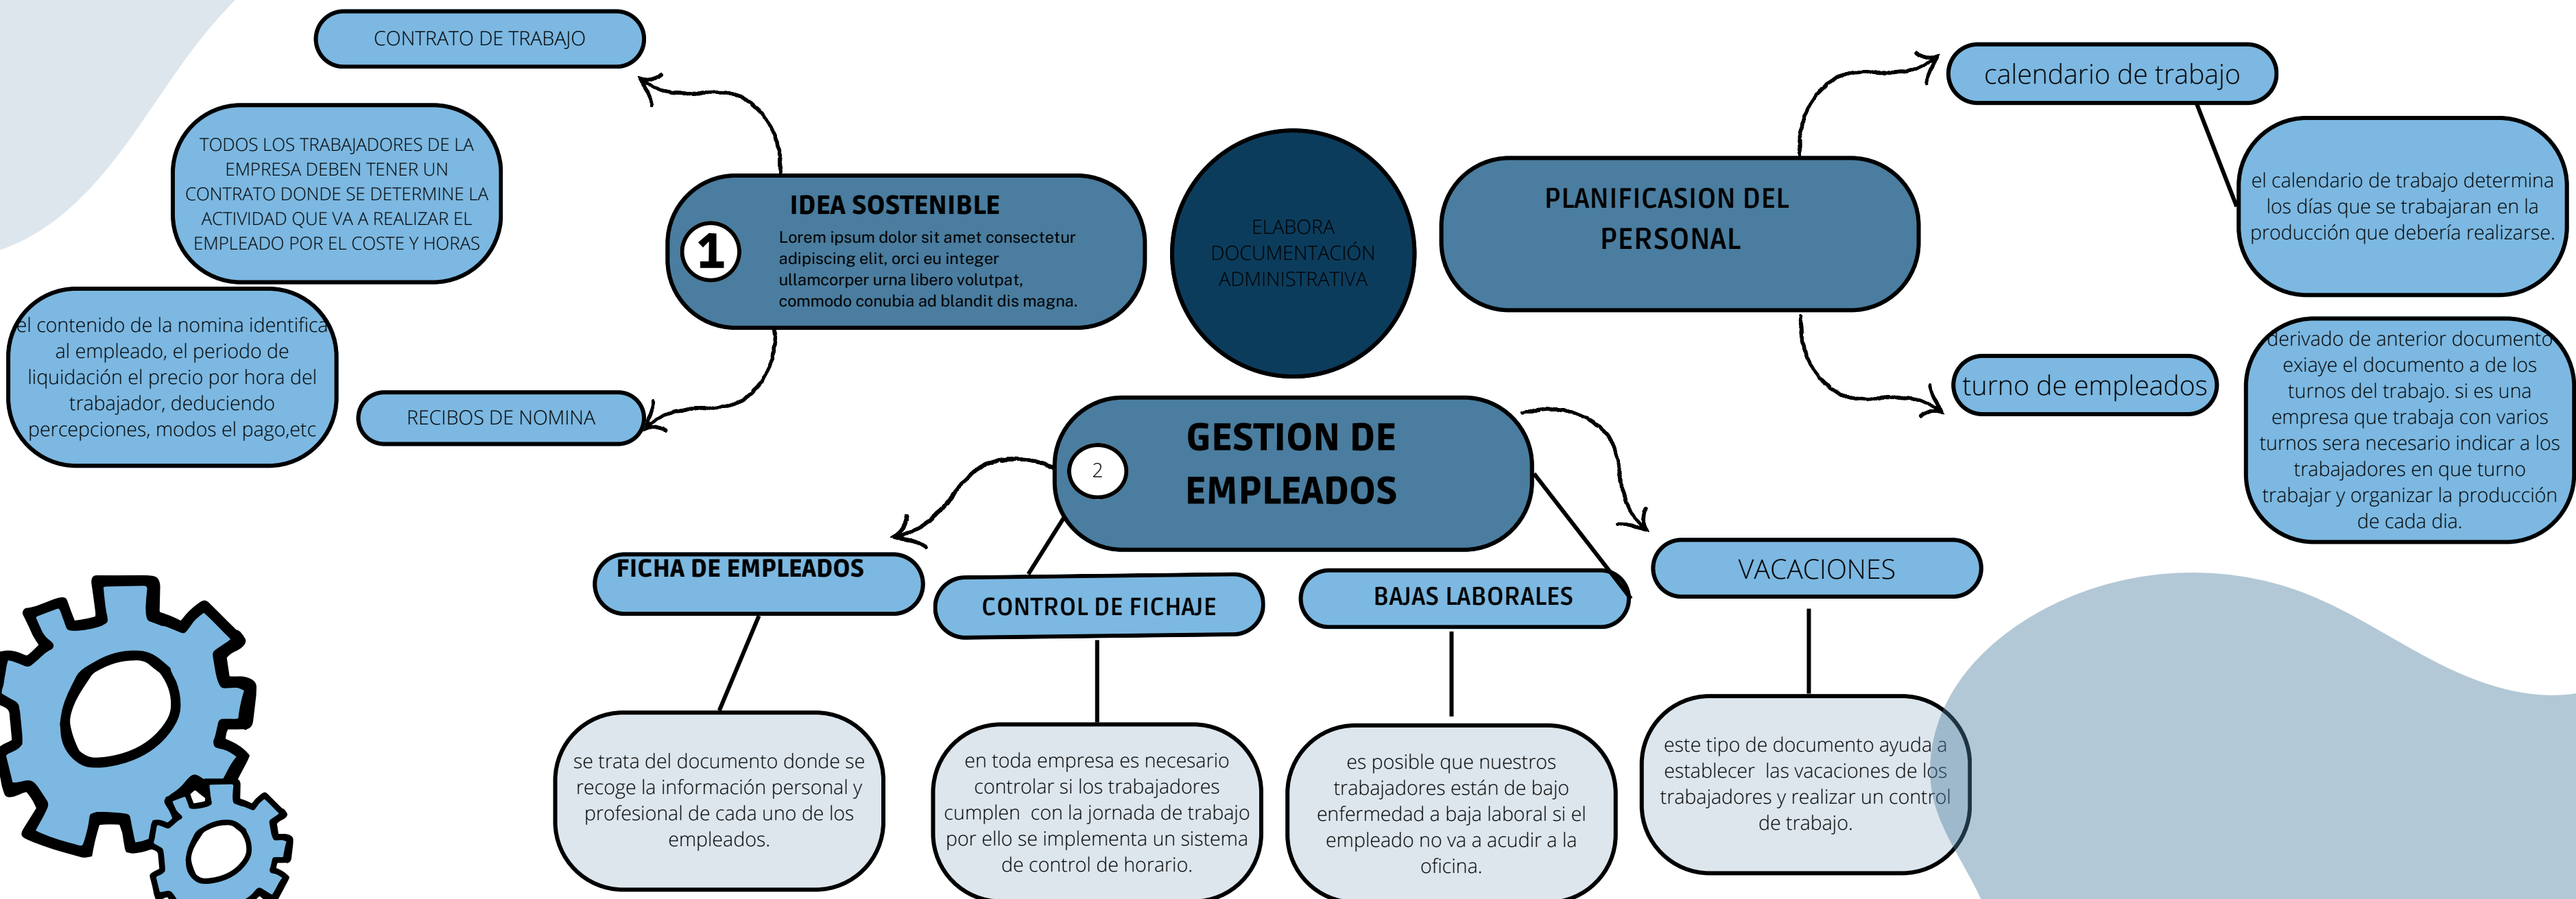 CONTRATO DE TRABAJO
TODOS LOS TRABAJADORES DE LA
EMPRESA DEBEN TENER UN
CONTRATO DONDE SE DETERMINE LA
ACTIVIDAD QUE VA A REALIZAR EL
EMPLEADO POR EL COSTE Y HORAS
el contenido de la nomina identifica
al empleado, el periodo de
liquidación el precio por hora del
trabajador, deduciendo
percepciones, modos el pago,etc
RECIBOS DE NOMINA
1
IDEA SOSTENIBLE
Lorem ipsum dolor sit amet consectetur
adipiscing elit, orci eu integer
ullamcorper urna libero volutpat,
commodo conubia ad blandit dis magna.
ELABORA
DOCUMENTACIÓN
ADMINISTRATIVA
PLANIFICASION DEL
PERSONAL
calendario de trabajo
el calendario de trabajo determina
los días que se trabajaran en la
producción que debería realizarse.
turno de empleados
derivado de anterior documento
exiaye el documento a de los
turnos del trabajo. si es una
empresa que trabaja con varios
turnos sera necesario indicar a los
trabajadores en que turno
trabajar y organizar la producción
de cada dia.
2
GESTION DE
EMPLEADOS
FICHA DE EMPLEADOS
CONTROL DE FICHAJE
BAJAS LABORALES
VACACIONES
se trata del documento donde se
recoge la información personal y
profesional de cada uno de los
empleados.
en toda empresa es necesario
controlar si los trabajadores
cumplen  con la jornada de trabajo
por ello se implementa un sistema
de control de horario.
es posible que nuestros
trabajadores están de bajo
enfermedad a baja laboral si el
empleado no va a acudir a la
oficina.
este tipo de documento ayuda a
establecer  las vacaciones de los
trabajadores y realizar un control
de trabajo.